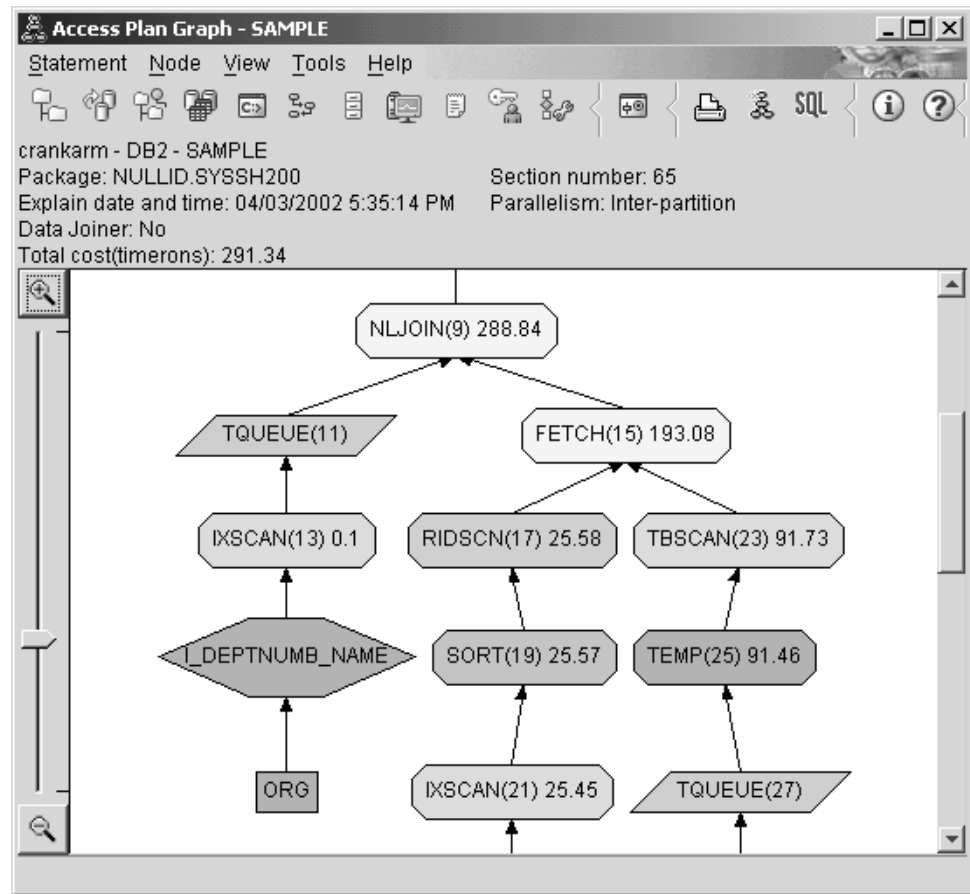 Access Plan Graph - SAMPLE
Statement Node View Tools Help
C:> SQL
crankarm - DB2 - SAMPLE
Package: NULLID.SYSSH200 Section number: 65
Explain date and time: 04/03/2002 5:35:14 PM Parallelism: Inter-partition
Data Joiner: No
Total cost(timerons): 291.34
NLJOIN(9) 288.84
TQUEUE(11) FETCH(15) 193.08
IXSCAN(13) 0.1 RIDSCN(17) 25.58 TBSCAN(23) 91.73
I_DEPTNUMB_NAME SORT(19) 25.57 TEMP(25) 91.46
ORG IXSCAN(21) 25.45 TQUEUE(27)